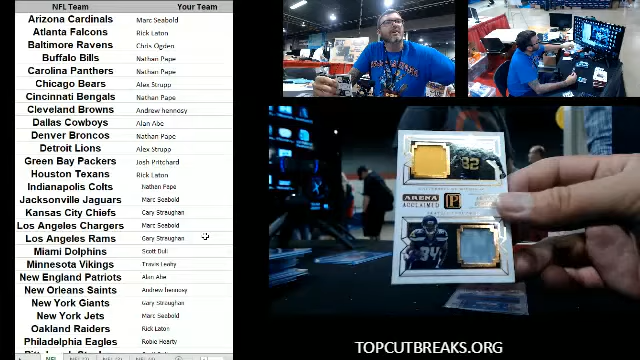 NFL Team Your Team
Arizona Cardinals Marc Seabold
Atlanta Falcons Rick Laton
Baltimore Ravens Chris Ogden
Buffalo Bills Nathan Pape
Carolina Panthers Nathan Pape
Chicago Bears Alex Strupp
Cincinnati Bengals Nathan Pape
Cleveland Browns Andrew hennosy
Dallas Cowboys Alan Abe
Denver Broncos Nathan Pape
Detroit Lions Alex Strupp
Green Bay Packers Josh Pritchard
Houston Texans Rick Laton
Indianapolis Colts Nathan Pape
Jacksonville Jaguars Marc Seabold
Kansas City Chiefs Gary Straughan
Los Angeles Chargers Marc Seabold
Los Angeles Rams Gary Straughan
Miami Dolphins Scott Dull
Minnesota Vikings Travis Leahy
New England Patriots Alan Abe
New Orleans Saints Andrew hennosy
New York Giants Gary Straughan
New York Jets Marc Seabold
Oakland Raiders Rick Laton
Philadelphia Eagles Robie Hearty
NFL
82
ARENA
ACCLAIMED
P
94
TOPCUTBREAKS.ORG